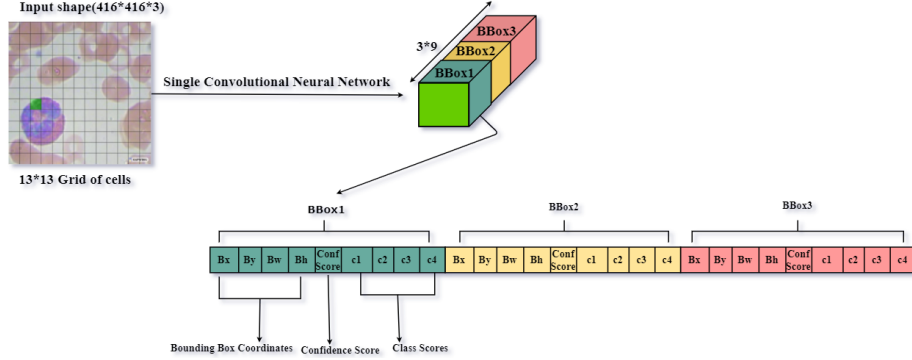 Input shape(416*416*3)
3*9
BBox3
BBox2
BBox1
Single Convolutional Neural Network
13*13 Grid of cells
BBox1 BBox2 BBox3
Bx By Bw Bh Conf Score c1 c2 c3 c4 Bx By Bw Bh Conf Score c1 c2 c3 c4 Bx By Bw Bh Conf Score c1 c2 c3 c4
Bounding Box Coordinates Confidence Score Class Scores